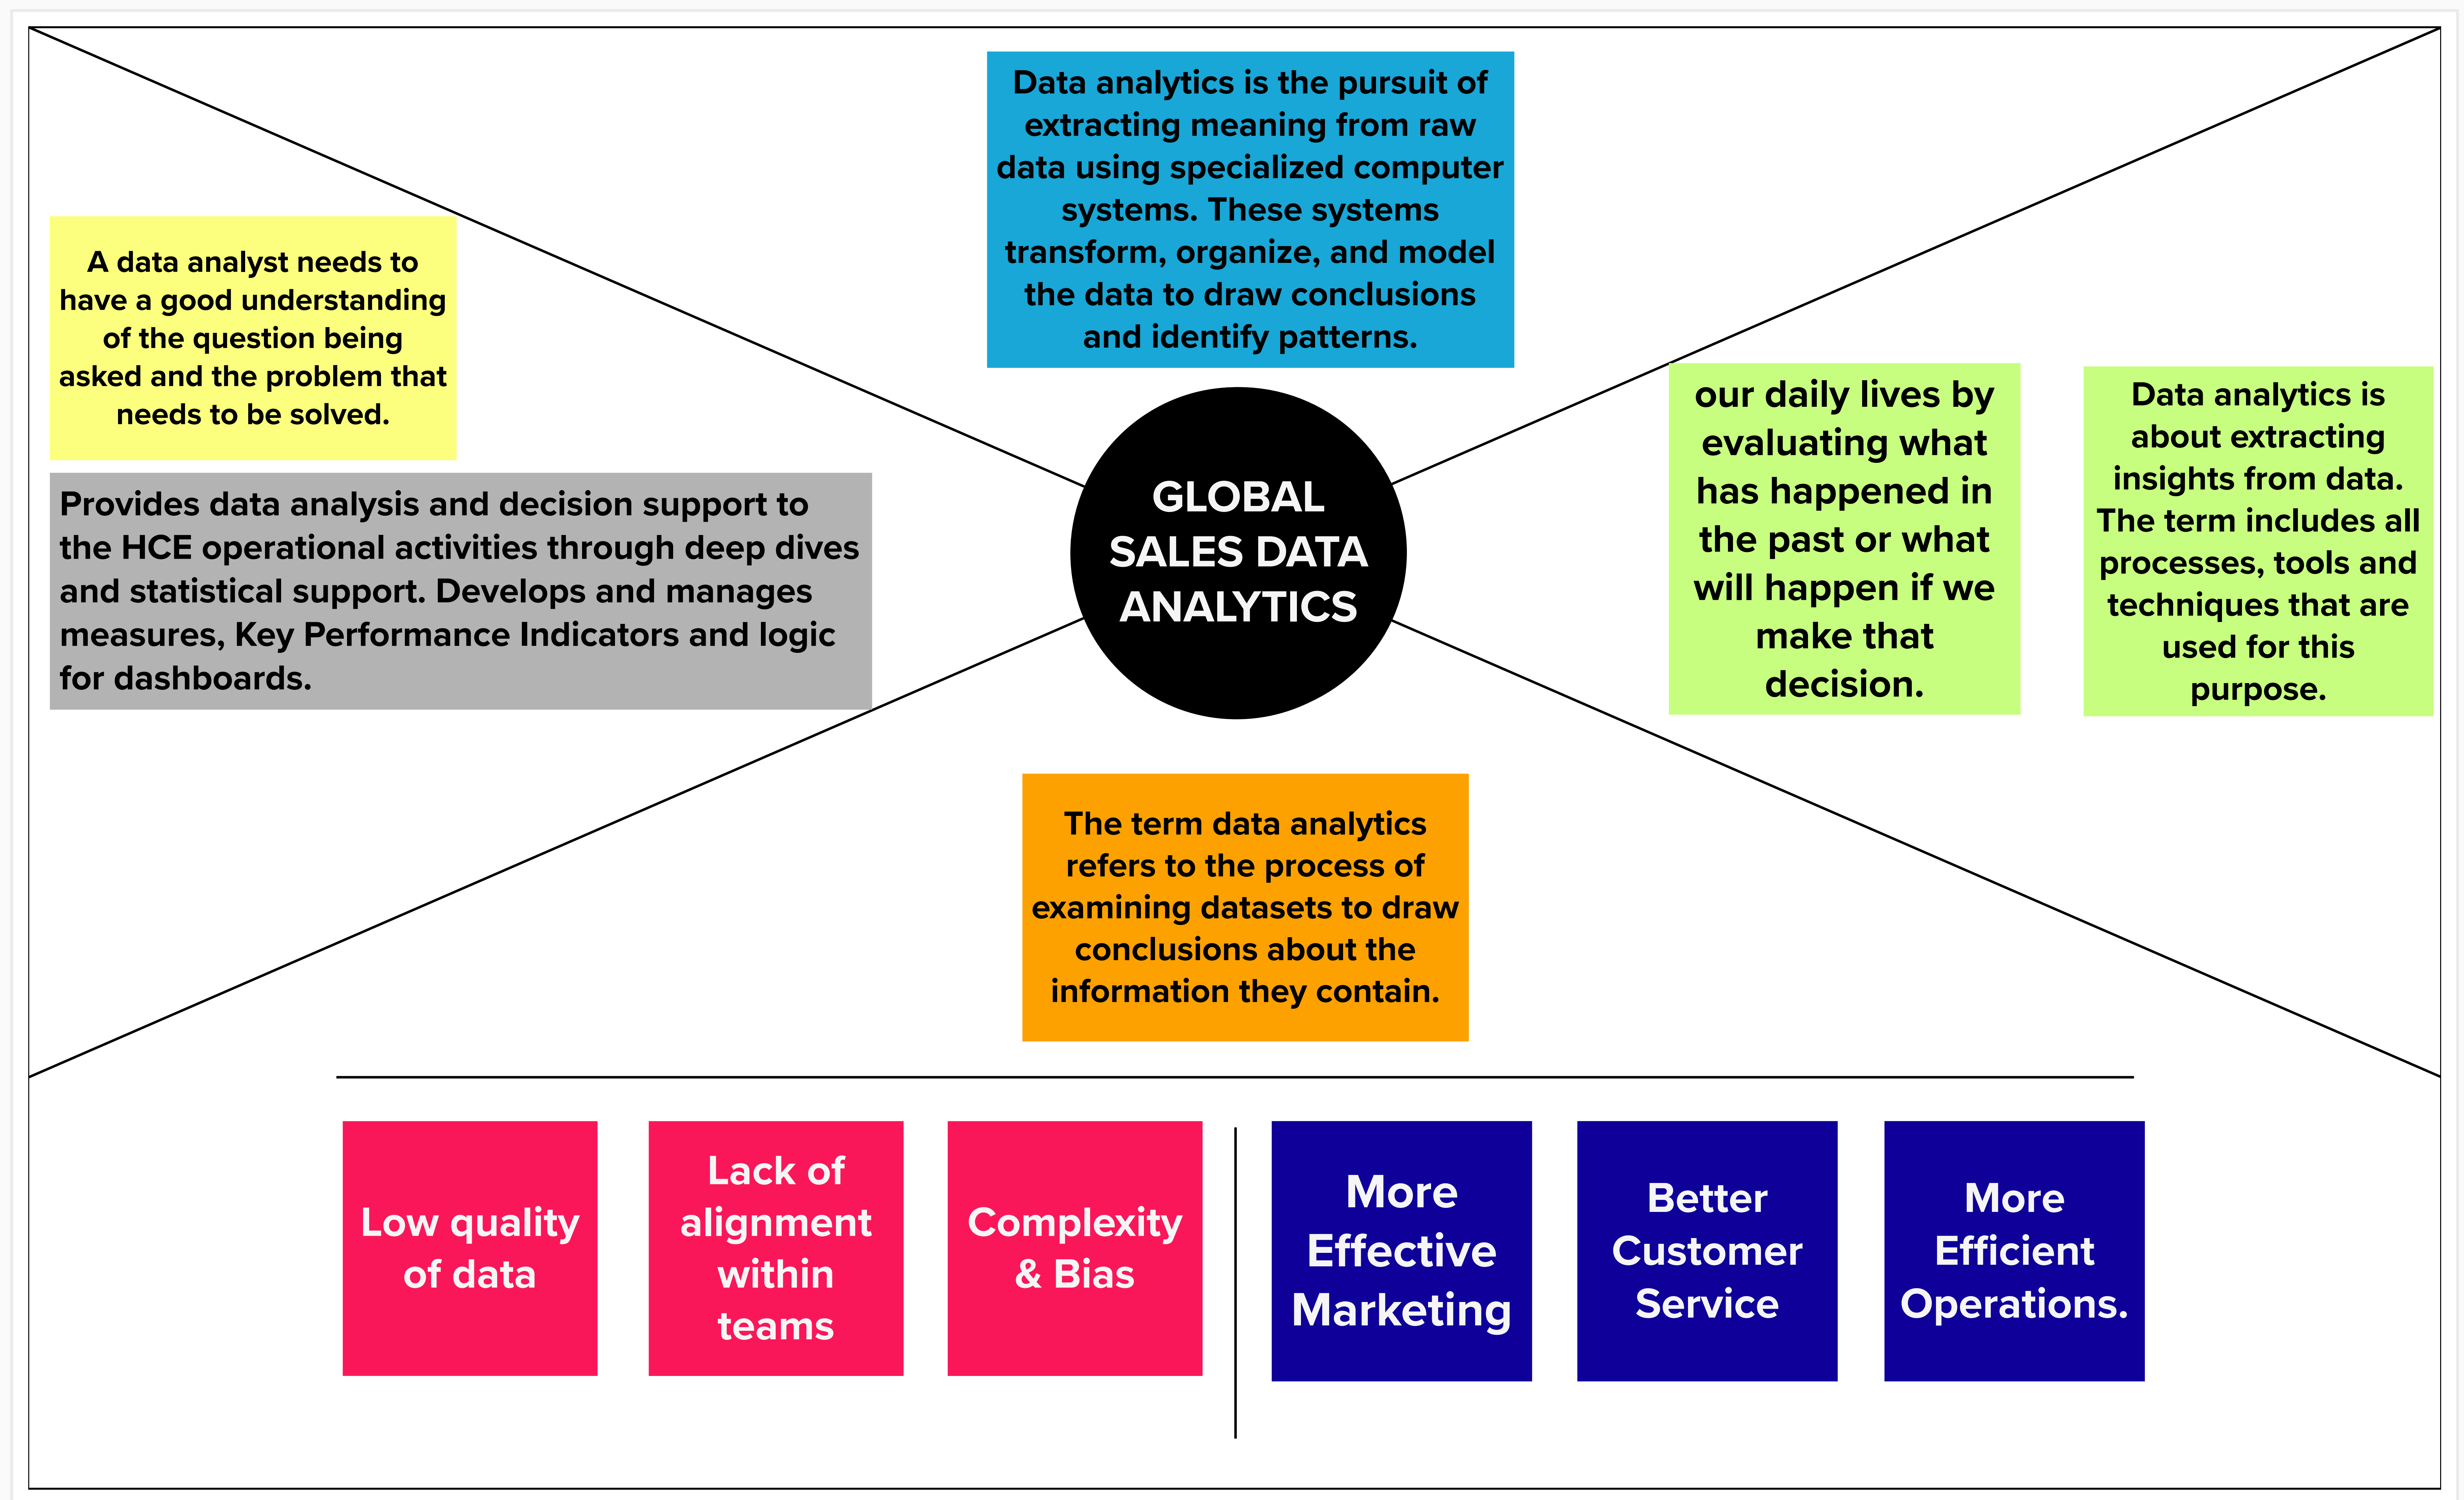 Data analytics is the pursuit of
extracting meaning from raw
data using specialized computer
systems. These systems
transform, organize, and model
the data to draw conclusions
and identify patterns.
A data analyst needs to
have a good understanding
of the question being
asked and the problem that
needs to be solved.
Provides data analysis and decision support to
the HCE operational activities through deep dives
and statistical support. Develops and manages
measures, Key Performance Indicators and logic
for dashboards.
GLOBAL
SALES DATA
ANALYTICS
our daily lives by
evaluating what
has happened in
the past or what
will happen if we
make that
decision.
Data analytics is
about extracting
insights from data.
The term includes all
processes, tools and
techniques that are
used for this
purpose.
The term data analytics
refers to the process of
examining datasets to draw
conclusions about the
information they contain.
Low quality
of data
Lack of
alignment
within
teams
Complexity
& Bias
More
Effective
Marketing
Better
Customer
Service
More
Efficient
Operations.